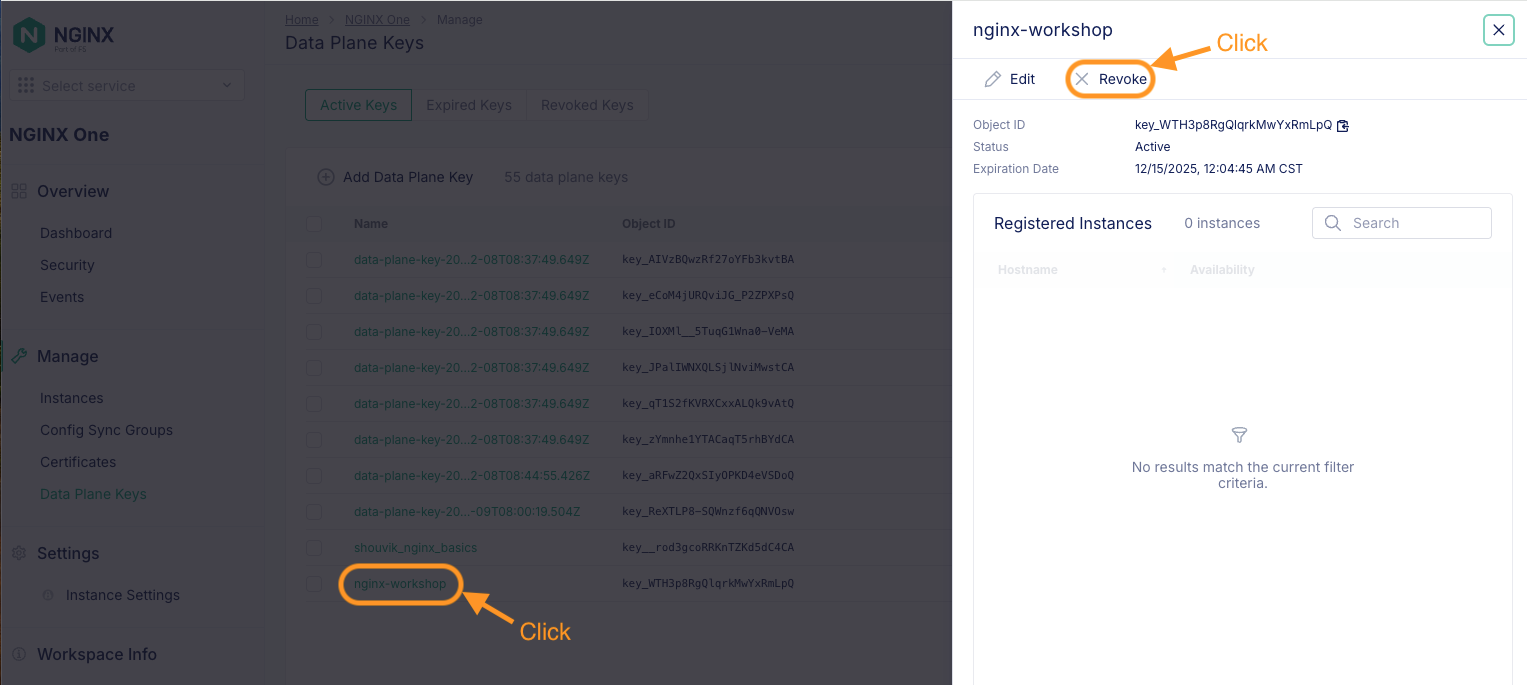 NGINX
Part of F5
Select service
NGINX One
Overview
Dashboard
Security
Events
Manage
Instances
Config Sync Groups
Certificates
Data Plane Keys
Settings
Instance Settings
Workspace Info
Home > NGINX One > Manage
Data Plane Keys
Active Keys Expired Keys Revoked Keys
Add Data Plane Key 55 data plane keys
Name Object ID
data-plane-key-20...2-08T08:37:49.649Z key_AIVzBQwzRf27oYFb3kvtBA
data-plane-key-20...2-08T08:37:49.649Z key_eCoM4jURQviJG_P2ZPXPsQ
data-plane-key-20...2-08T08:37:49.649Z key_IOXMl__5TuqG1Wna0-VeMA
data-plane-key-20...2-08T08:37:49.649Z key_JPalIWNXQLSjlNviMwstCA
data-plane-key-20...2-08T08:37:49.649Z key_qT1S2fKVRXCxxALQk9vAtQ
data-plane-key-20...2-08T08:37:49.649Z key_zYmnhe1YTACaqT5rhBYdCA
data-plane-key-20...2-08T08:44:55.426Z key_aRFwZ2QxSIyOPKD4eVSDoQ
data-plane-key-20...-09T08:00:19.504Z key_ReXTLP8-SQWnzf6qQNVOsw
shouvik_nginx_basics key__rod3gcoRRKnTZKd5dC4CA
nginx-workshop key_WTH3p8RgQlqrkMwYxRmLpQ
Click
nginx-workshop
Click
Edit Revoke
Object ID key_WTH3p8RgQlqrkMwYxRmLpQ
Status Active
Expiration Date 12/15/2025, 12:04:45 AM CST
Registered Instances 0 instances Search
Hostname Availability
No results match the current filter
criteria.